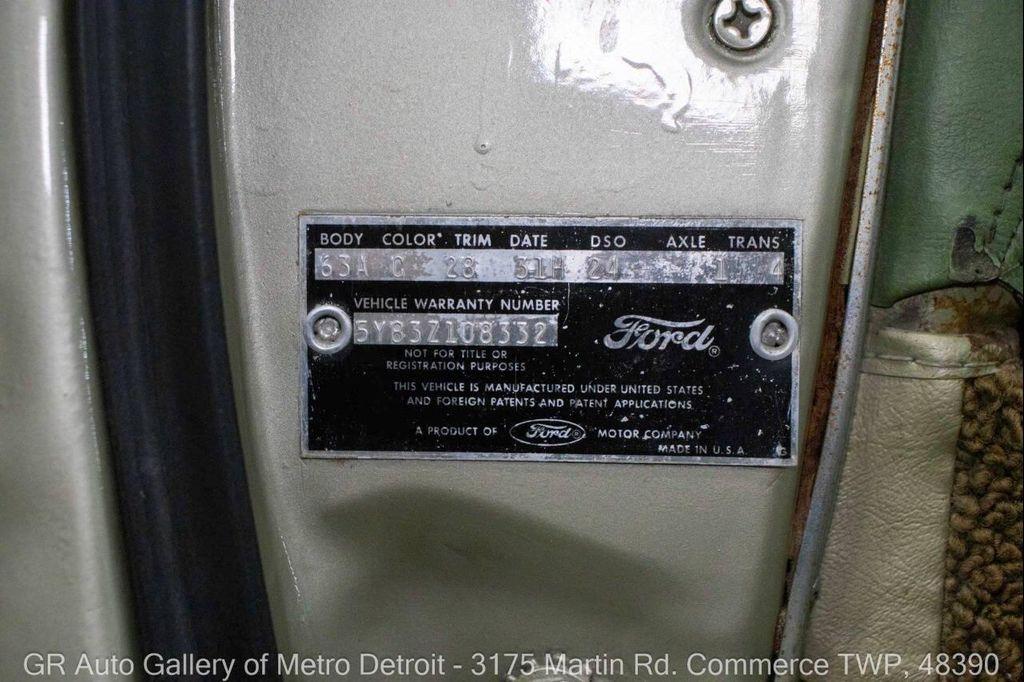 BODY COLOR TRIM DATE DSO AXLE TRANS
63A C 28 31H 24 1 4
VEHICLE WARRANTY NUMBER
5Y83Z108332
Ford®
NOT FOR TITLE OR
REGISTRATION PURPOSES
THIS VEHICLE IS MANUFACTURED UNDER UNITED STATES
AND FOREIGN PATENTS AND PATENT APPLICATIONS
A PRODUCT OF Ford® MOTOR COMPANY
MADE IN U.S.A.
GR Auto Gallery of Metro Detroit - 3175 Martin Rd. Commerce TWP, 48390